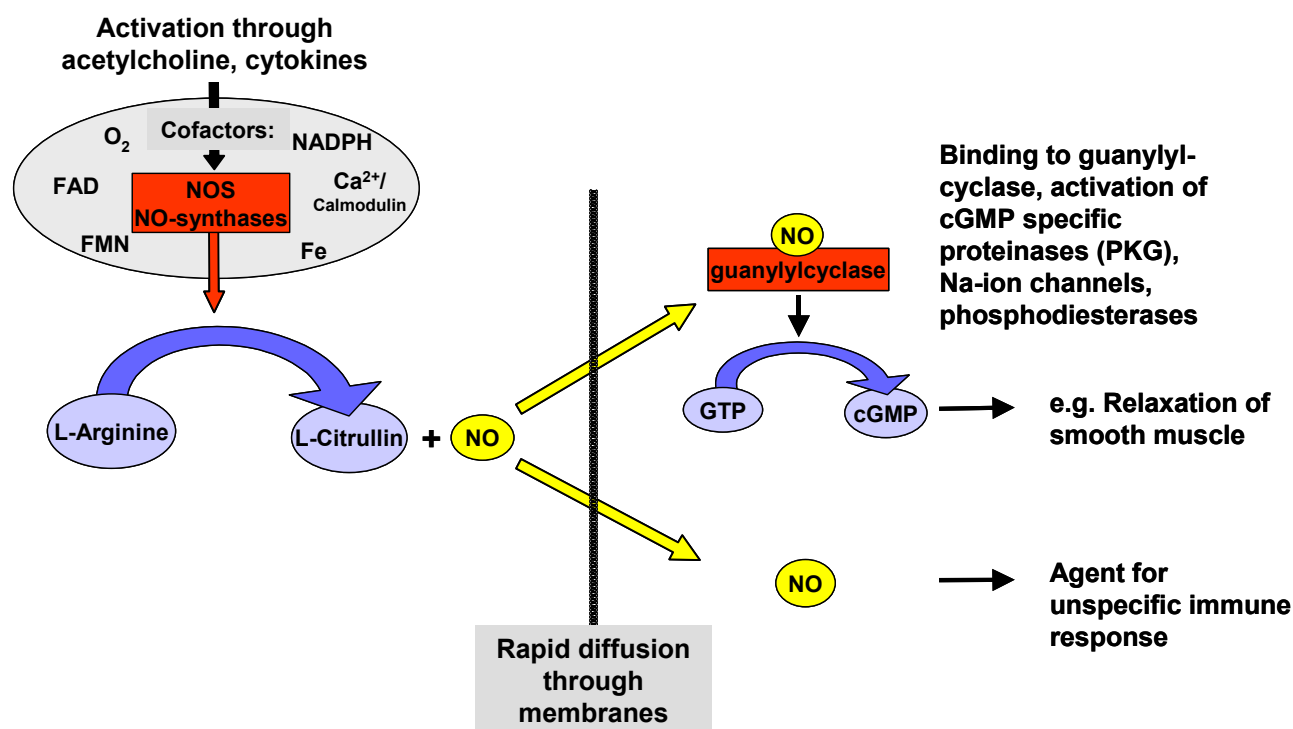 Activation through
acetylcholine, cytokines
Cofactors:
O2
NADPH
FAD
NOS
NO-synthases
Ca2+/
Calmodulin
FMN
Fe
L-Arginine
L-Citrullin
+
NO
Rapid diffusion
through
membranes
NO
guanylylcyclase
GTP
cGMP
Binding to guanylyl-
cyclase, activation of
cGMP specific
proteinases (PKG),
Na-ion channels,
phosphodiesterases
e.g. Relaxation of
smooth muscle
NO
Agent for
unspecific immune
response